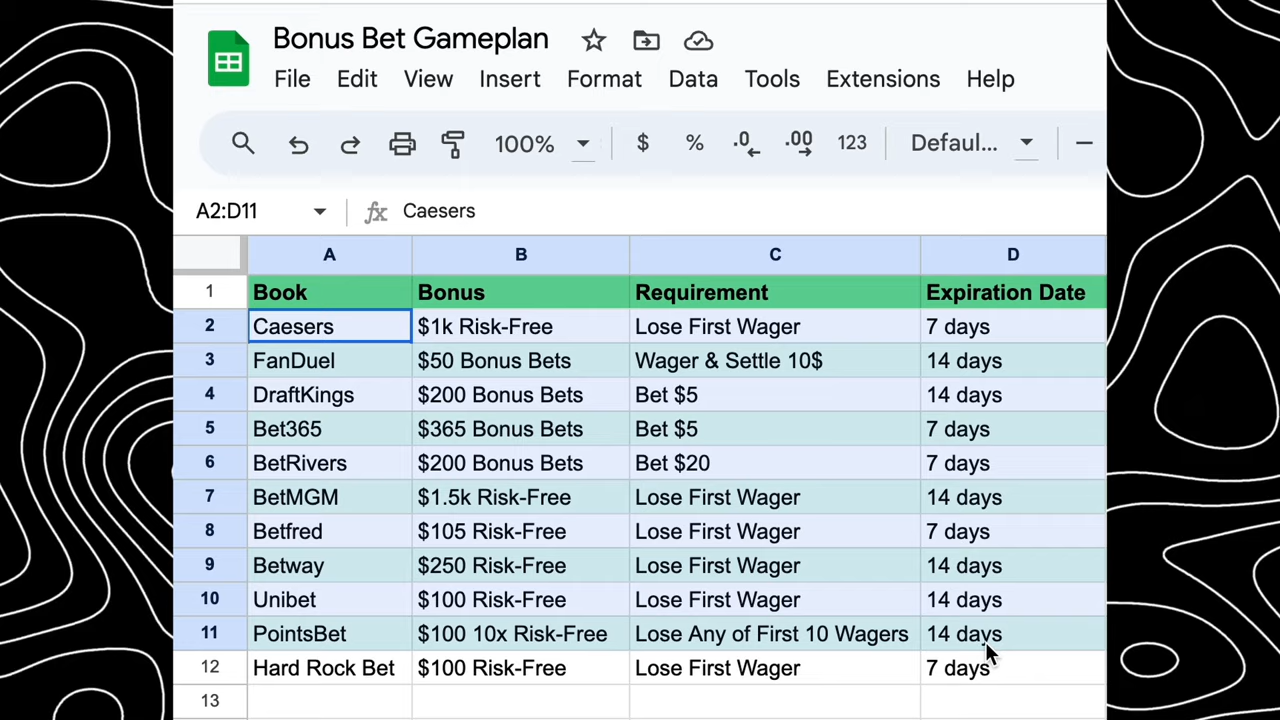 Bonus Bet Gameplan
File Edit View Insert Format Data Tools Extensions Help
100% $ % .0 .00 123 Defaul...
A2:D11 fx Caesers
A B C D
1 Book Bonus Requirement Expiration Date
2 Caesers $1k Risk-Free Lose First Wager 7 days
3 FanDuel $50 Bonus Bets Wager & Settle 10$ 14 days
4 DraftKings $200 Bonus Bets Bet $5 14 days
5 Bet365 $365 Bonus Bets Bet $5 7 days
6 BetRivers $200 Bonus Bets Bet $20 7 days
7 BetMGM $1.5k Risk-Free Lose First Wager 14 days
8 Betfred $105 Risk-Free Lose First Wager 7 days
9 Betway $250 Risk-Free Lose First Wager 14 days
10 Unibet $100 Risk-Free Lose First Wager 14 days
11 PointsBet $100 10x Risk-Free Lose Any of First 10 Wagers 14 days
12 Hard Rock Bet $100 Risk-Free Lose First Wager 7 days
13